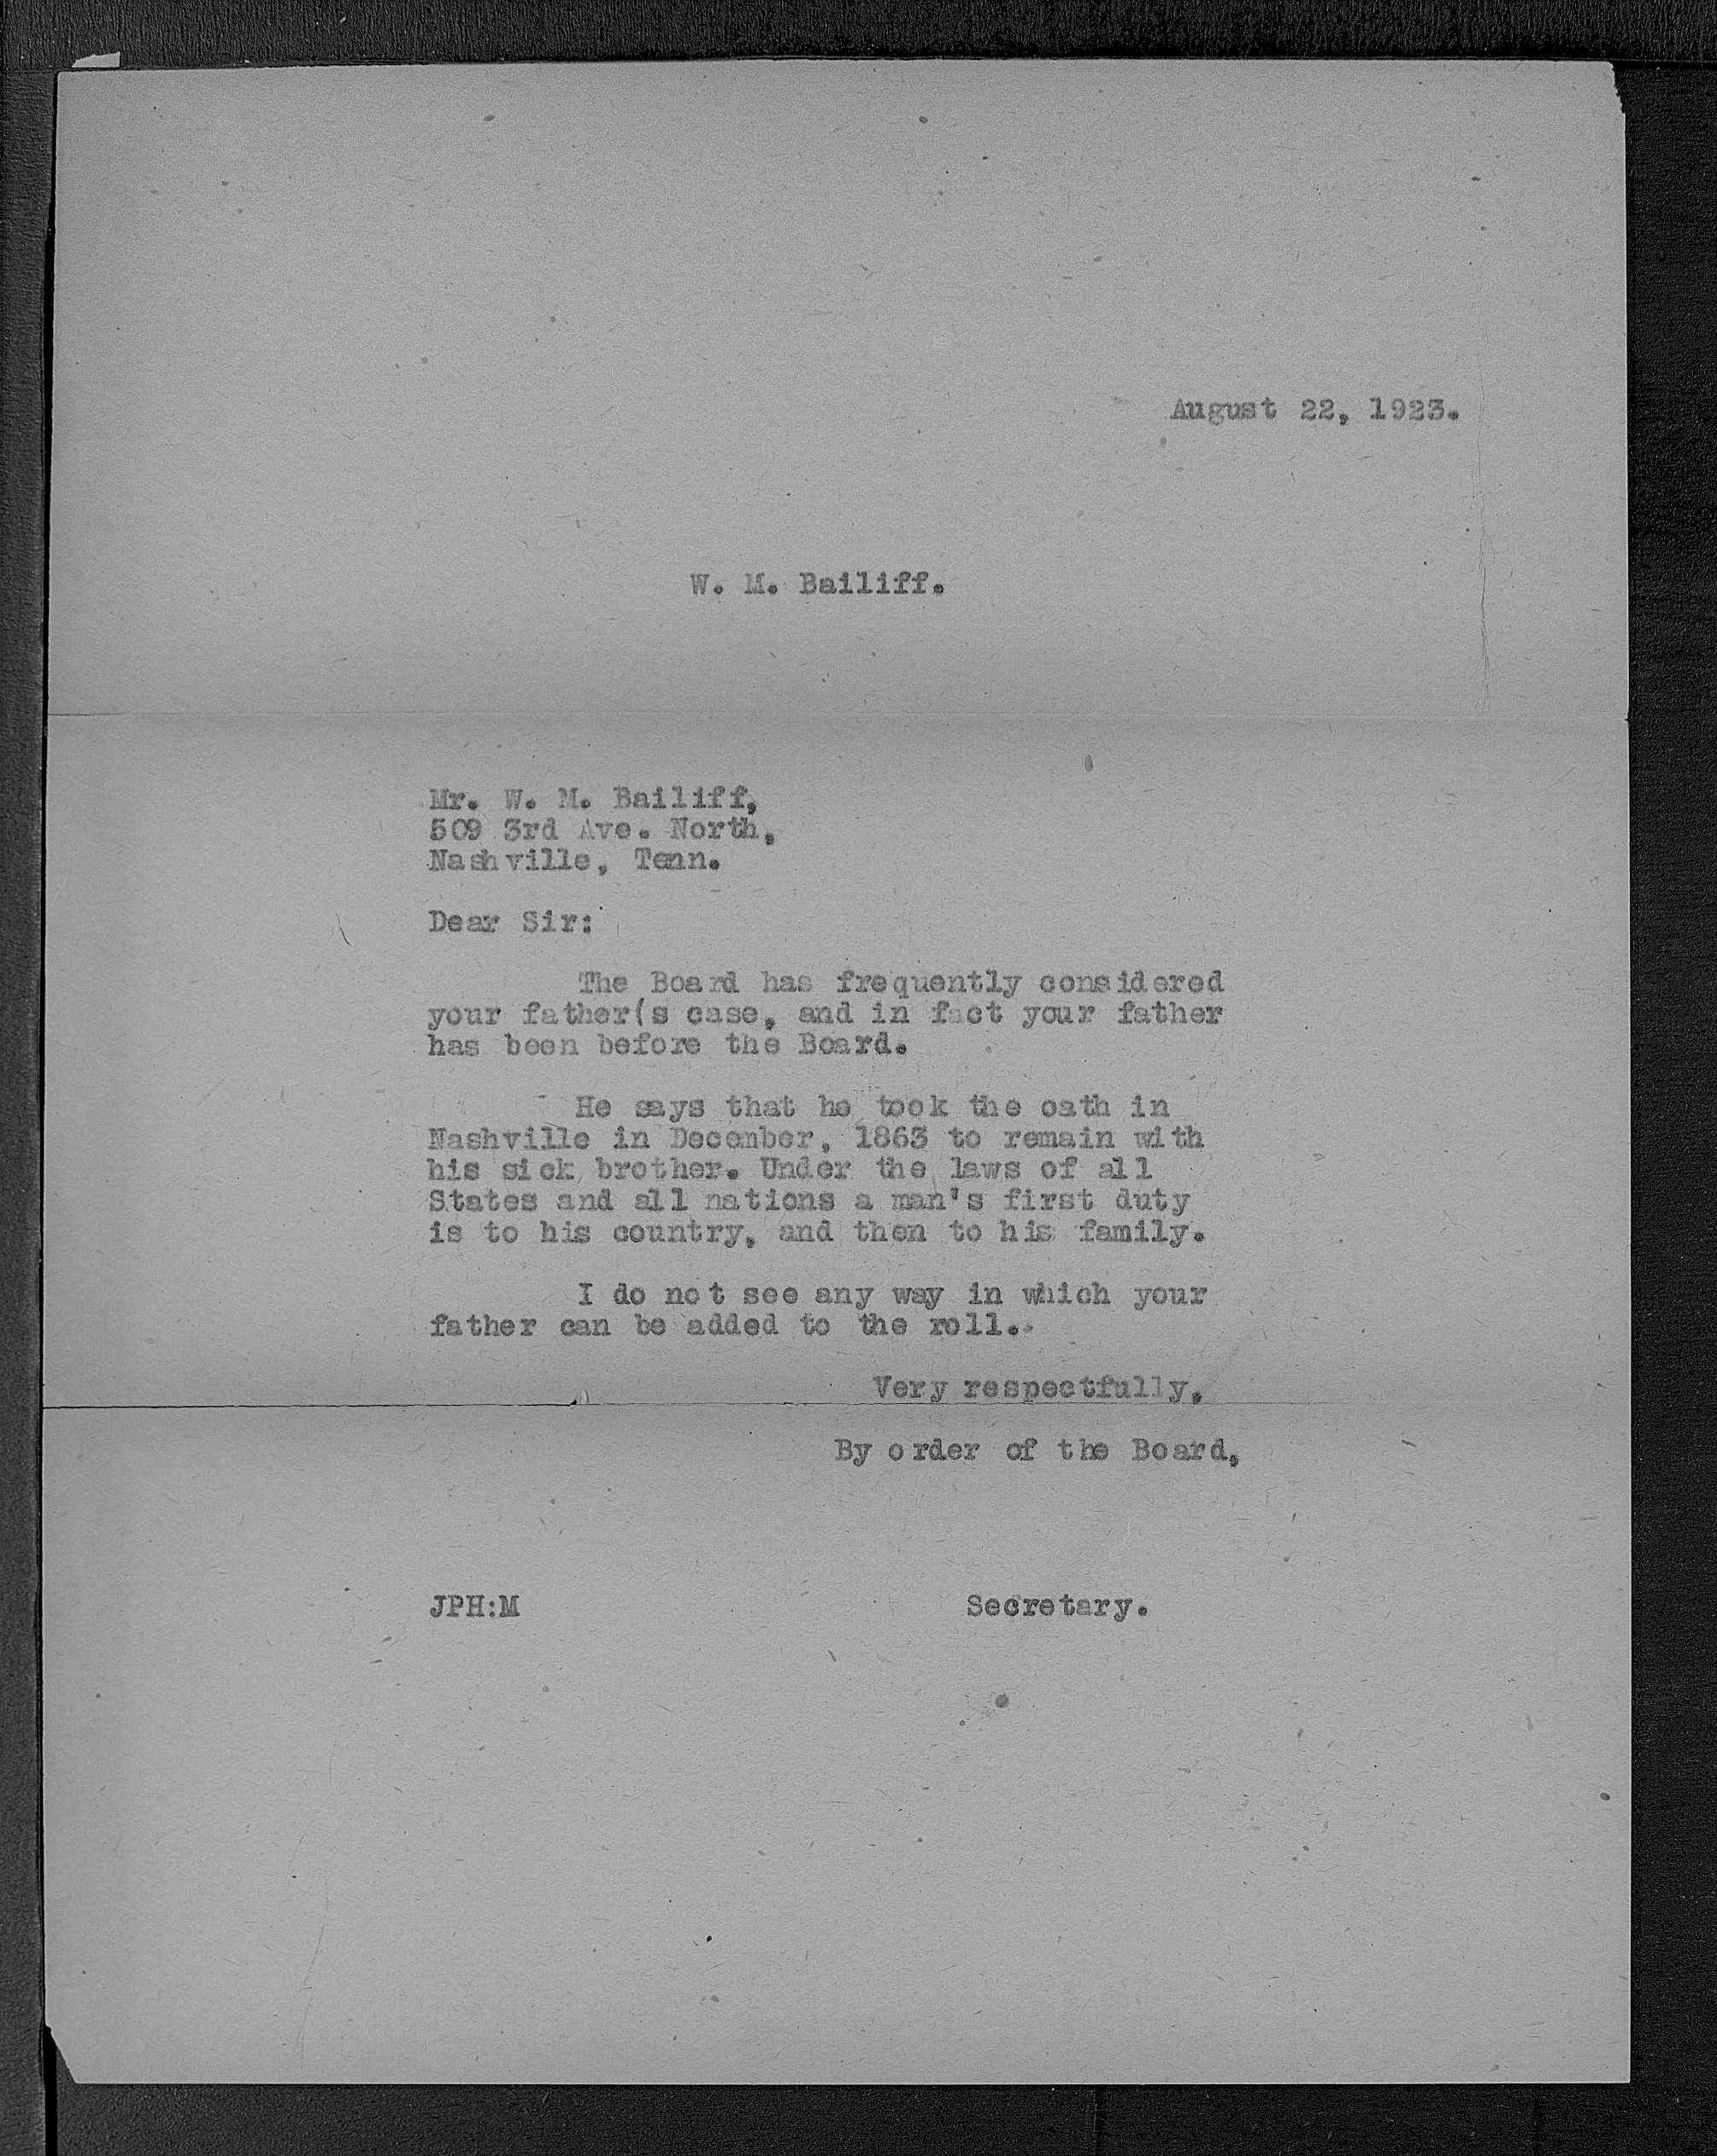 August 22, 1923.
W. M. Bailiff.
Mr. W. M. Bailiff,
509 3rd Ave. North,
Nashville, Tenn.
Dear Sir:
The Board has frequently considered
your father(s case, and in fact your father
has been before the Board.
He says that he took the oath in
Nashville in December, 1863 to remain with
his sick brother. Under the laws of all
States and all nations a man's first duty
is to his country, and then to his family.
I do not see any way in which your
father can be added to the roll.
Very respectfully,
By order of the Board,
JPH:M Secretary.